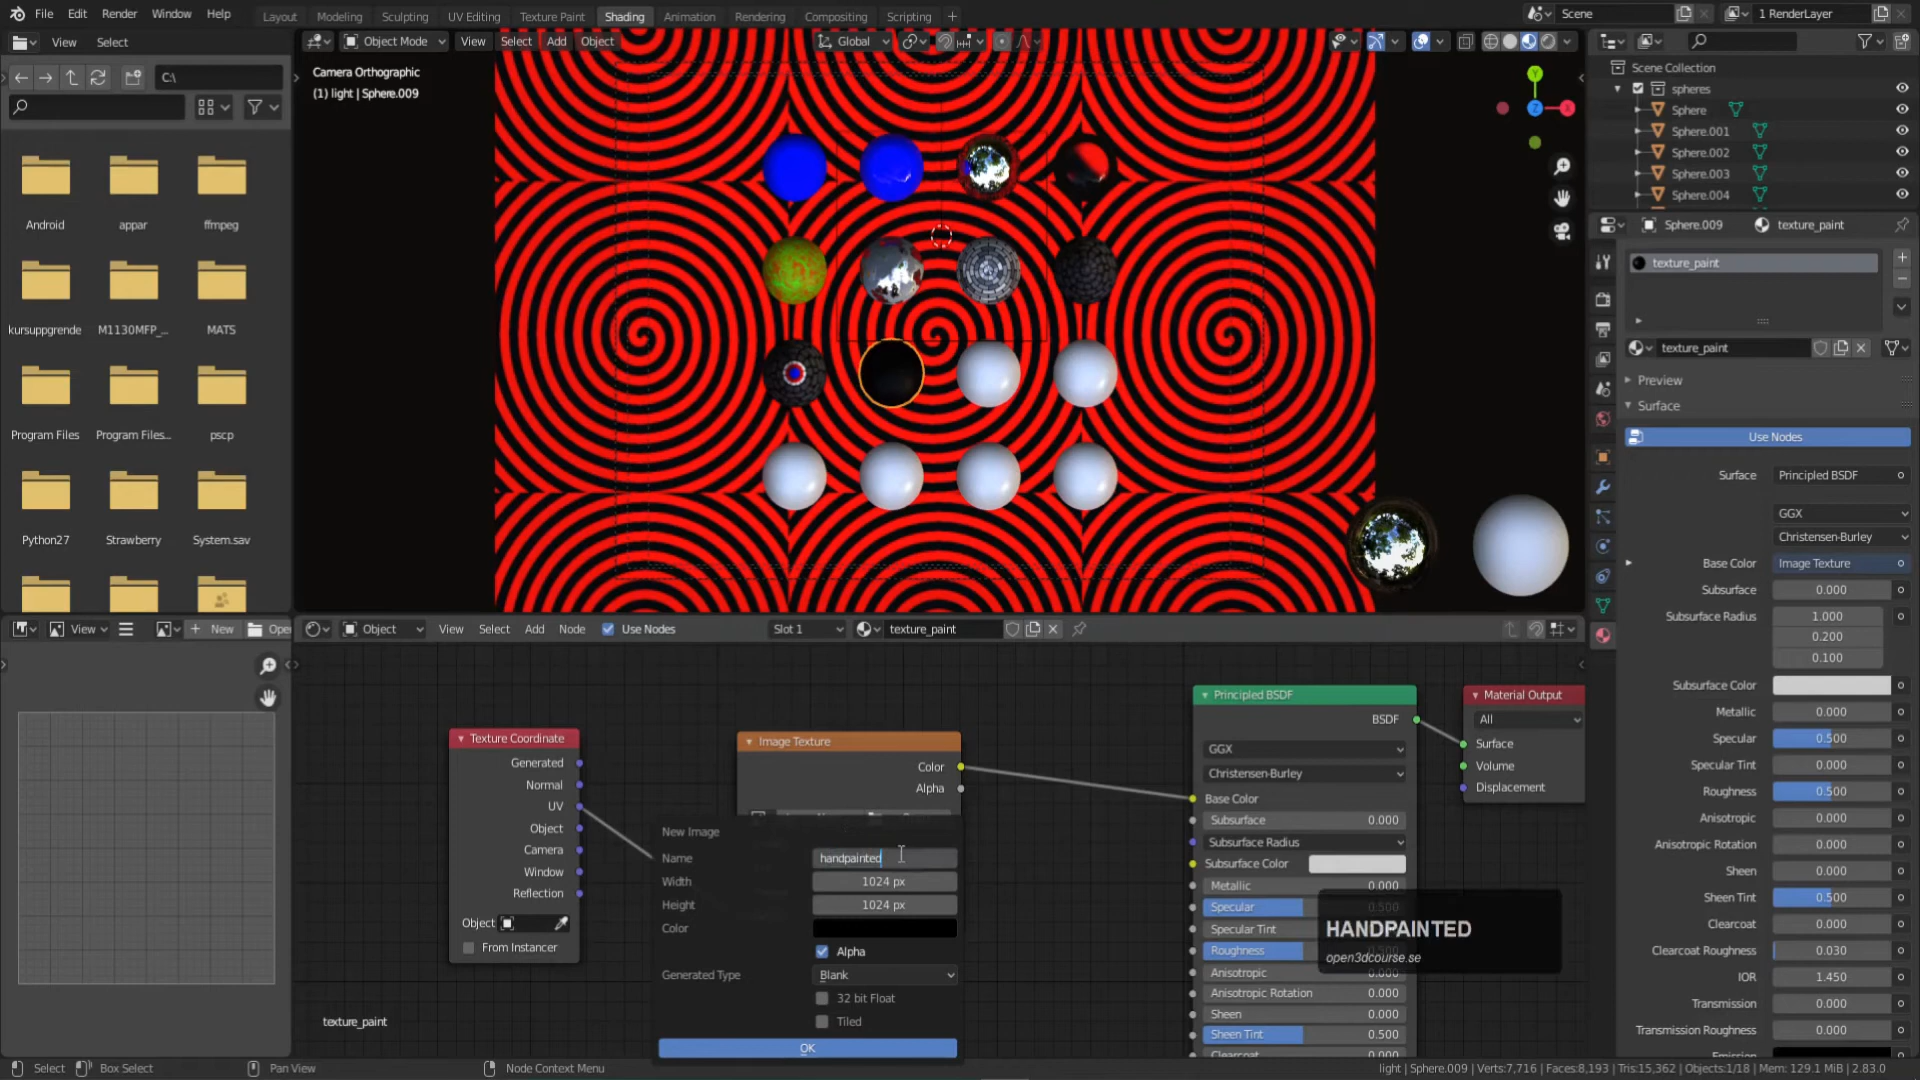 File Edit Render Window Help Layout Modeling Sculpting UV Editing Texture Paint Shading Animation Rendering Compositing Scripting + Scene 1 RenderLayer
View Select
Object Mode View Select Add Object Global
C:\
Camera Orthographic
(1) light | Sphere.009
Scene Collection
spheres
Sphere
Sphere.001
Sphere.002
Sphere.003
Sphere.004
Android appar ffmpeg
kursuppgrende M1130MFP_... MATS
Program Files Program Files... pscp
Python27 Strawberry System.sav
Y
Z
X
Sphere.009 texture_paint
texture_paint
texture_paint
Preview
Surface
Use Nodes
Surface Principled BSDF
GGX
Christensen-Burley
Base Color Image Texture
Subsurface 0.000
Subsurface Radius 1.000
0.200
0.100
Subsurface Color
Metallic 0.000
Specular 0.500
Specular Tint 0.000
Roughness 0.500
Anisotropic 0.000
Anisotropic Rotation 0.000
Sheen 0.000
Sheen Tint 0.500
Clearcoat 0.000
Clearcoat Roughness 0.030
IOR 1.450
Transmission 0.000
Transmission Roughness 0.000
View New Open
Object View Select Add Node Use Nodes Slot 1 texture_paint
Texture Coordinate
Generated
Normal
UV
Object
Camera
Window
Reflection
Object
From Instancer
Image Texture
Color
Alpha
New Image
Name handpainted
Width 1024 px
Height 1024 px
Color
Alpha
Generated Type Blank
32 bit Float
Tiled
OK
Principled BSDF
BSDF
GGX
Christensen-Burley
Base Color
Subsurface 0.000
Subsurface Radius
Subsurface Color
Metallic 0.000
Specular 0.500
Specular Tint
Roughness
Anisotropic 0.000
Anisotropic Rotation 0.000
Sheen 0.000
Sheen Tint 0.500
Material Output
All
Surface
Volume
Displacement
HANDPAINTED
open3dcourse.se
texture_paint
Select Box Select Pan View Node Context Menu light | Sphere.009 | Verts:7,716 | Faces:8,193 | Tris:15,362 | Objects:1/18 | Mem: 129.1 MiB | 2.83.0